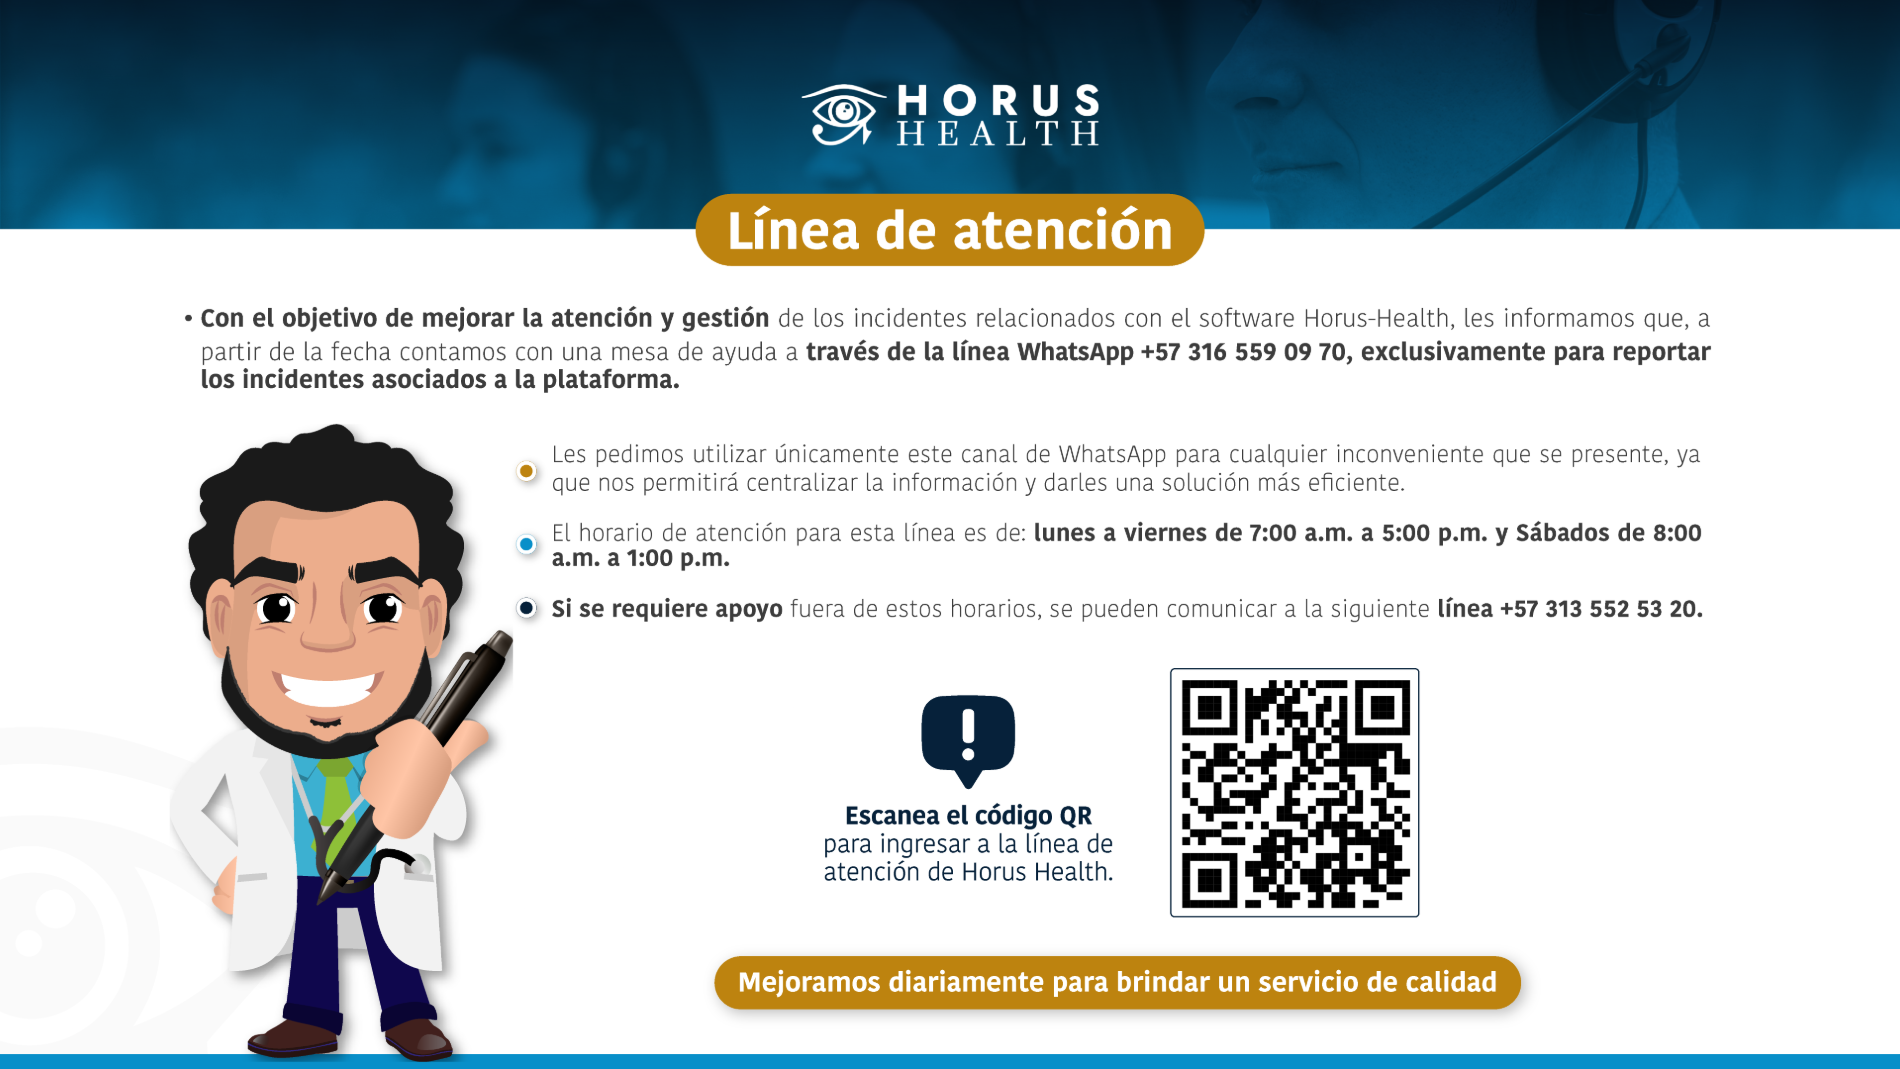 HORUS
HEALTH
Línea de atención
• Con el objetivo de mejorar la atención y gestión de los incidentes relacionados con el software Horus-Health, les informamos que, a
partir de la fecha contamos con una mesa de ayuda a través de la línea WhatsApp +57 316 559 09 70, exclusivamente para reportar
los incidentes asociados a la plataforma.
Les pedimos utilizar únicamente este canal de WhatsApp para cualquier inconveniente que se presente, ya
que nos permitirá centralizar la información y darles una solución más eficiente.
El horario de atención para esta línea es de: lunes a viernes de 7:00 a.m. a 5:00 p.m. y Sábados de 8:00
a.m. a 1:00 p.m.
Si se requiere apoyo fuera de estos horarios, se pueden comunicar a la siguiente línea +57 313 552 53 20.
Escanea el código QR
para ingresar a la línea de
atención de Horus Health.
Mejoramos diariamente para brindar un servicio de calidad